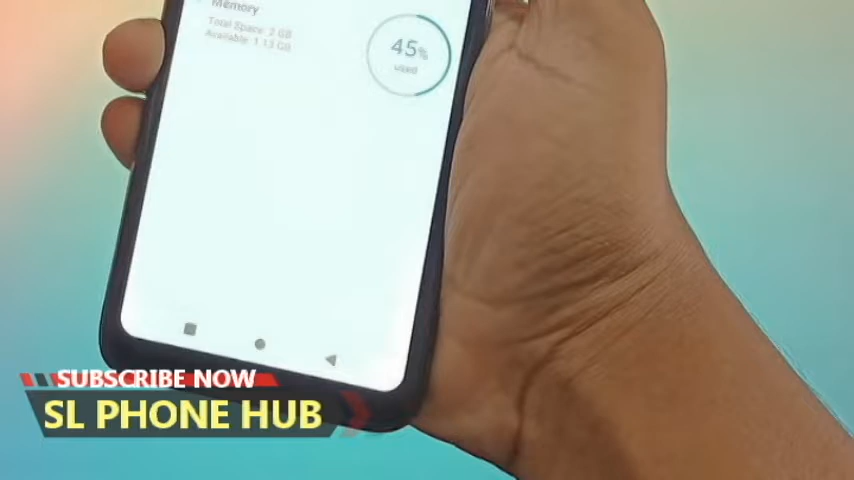 Memory
Total Space: 2 GB
Available: 1.13 GB
45%
used
SUBSCRIBE NOW
SL PHONE HUB